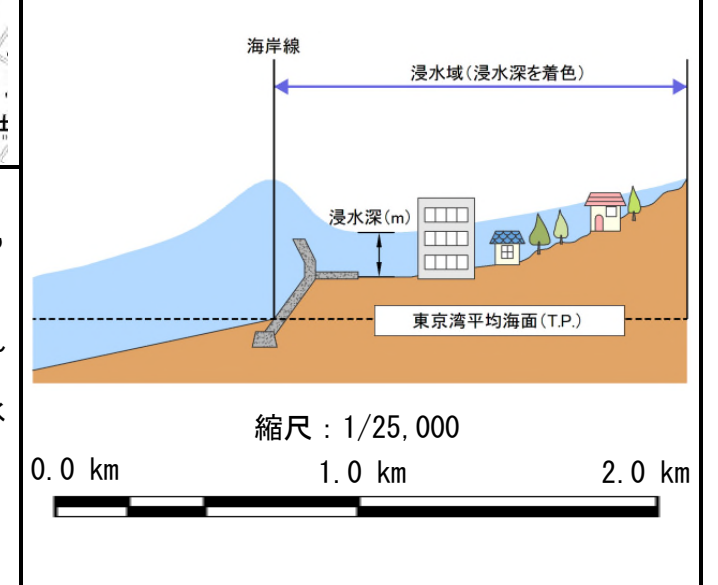 海岸線
浸水域(浸水深を着色)
浸水深(m)
東京湾平均海面(T.P.)
縮尺：1/25,000
0.0 km 1.0 km 2.0 km